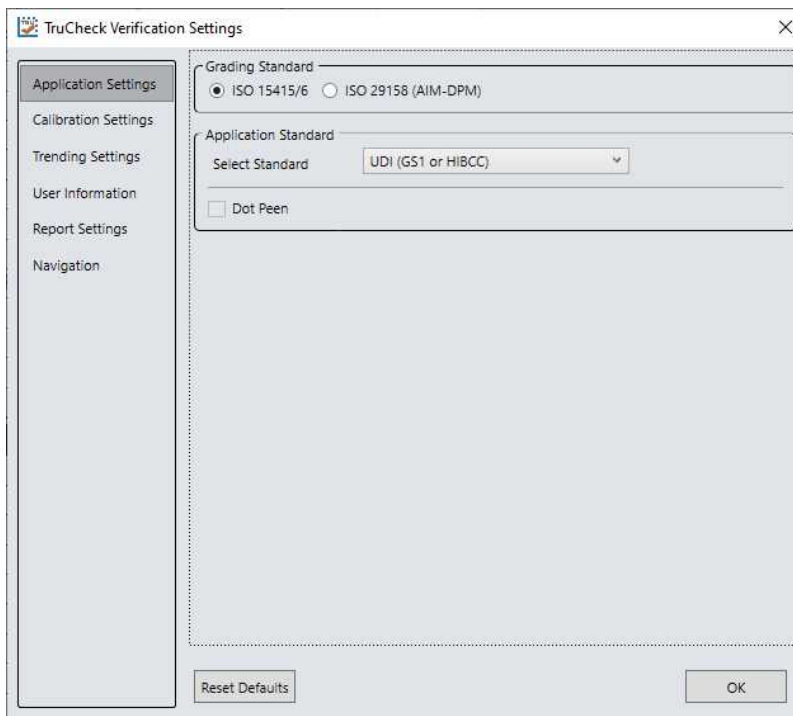 TruCheck Verification Settings
Application Settings
Calibration Settings
Trending Settings
User Information
Report Settings
Navigation
Grading Standard
ISO 15415/6 ISO 29158 (AIM-DPM)
Application Standard
Select Standard UDI (GS1 or HIBCC)
Dot Peen
Reset Defaults OK